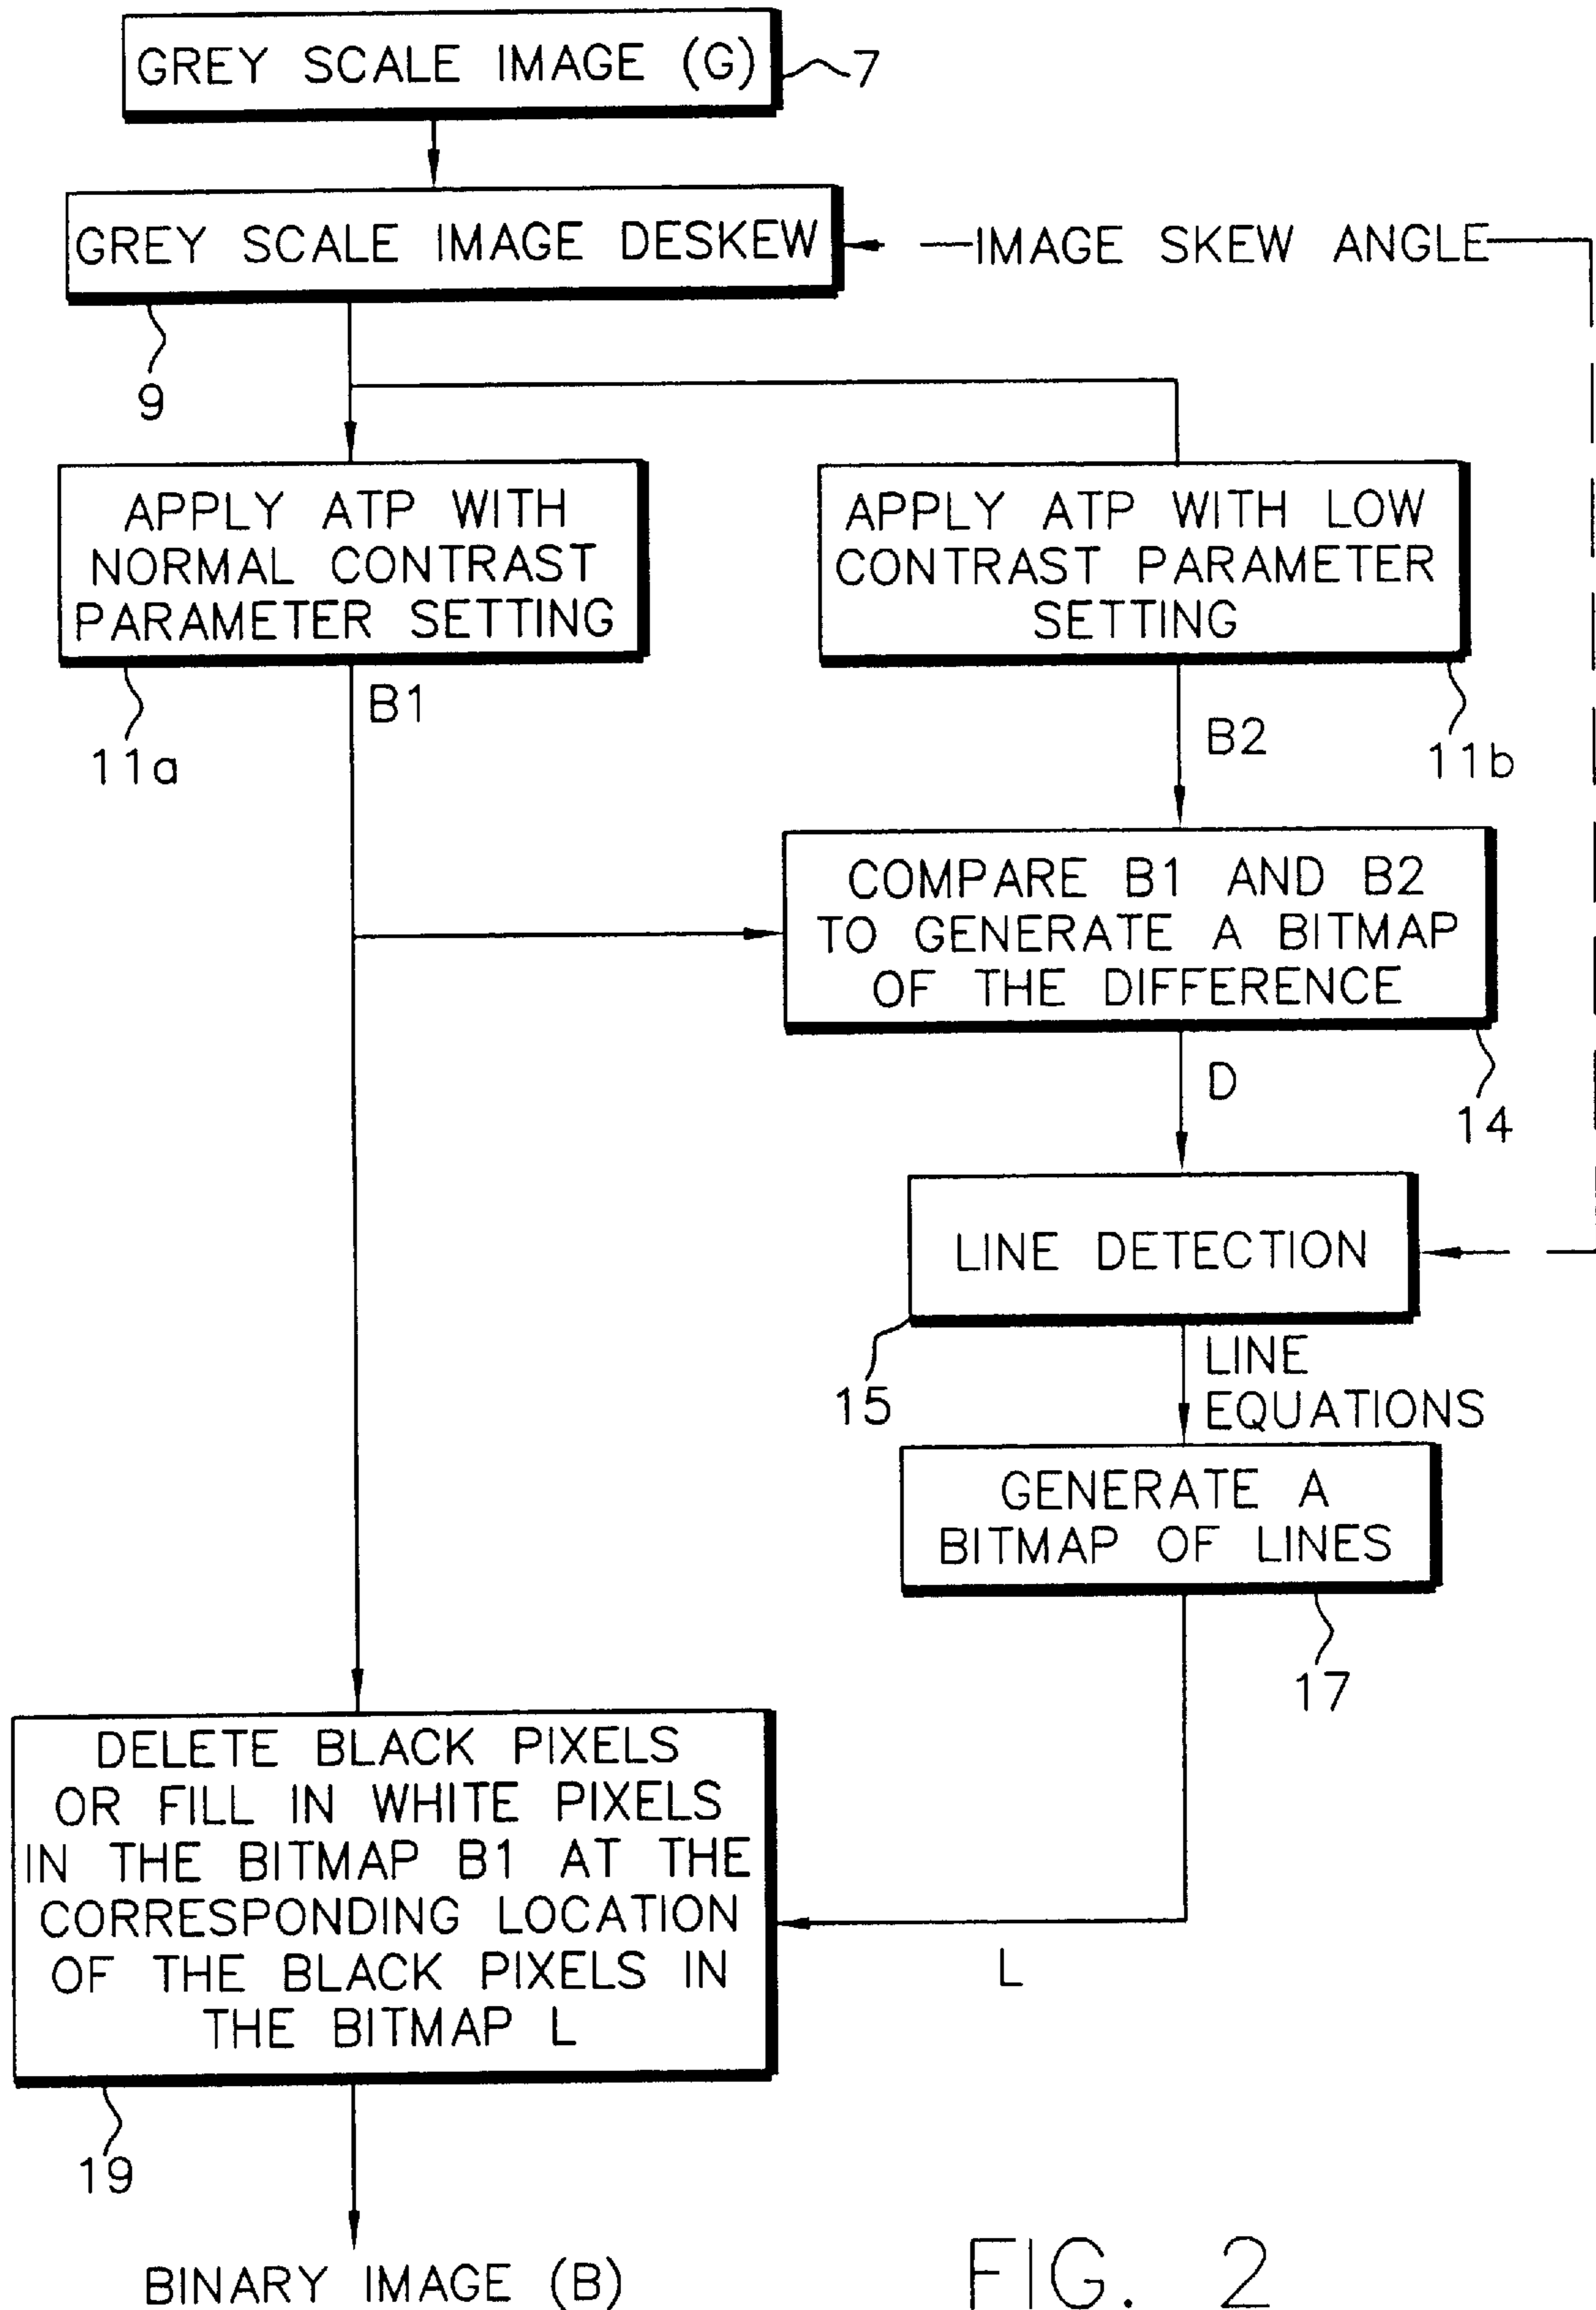 GREY SCALE IMAGE (G)
7
GREY SCALE IMAGE DESKEW
IMAGE SKEW ANGLE
9
APPLY ATP WITH
NORMAL CONTRAST
PARAMETER SETTING
APPLY ATP WITH LOW
CONTRAST PARAMETER
SETTING
B1
11a
B2
11b
COMPARE B1 AND B2
TO GENERATE A BITMAP
OF THE DIFFERENCE
D
14
LINE DETECTION
15
LINE
EQUATIONS
GENERATE A
BITMAP OF LINES
17
DELETE BLACK PIXELS
OR FILL IN WHITE PIXELS
IN THE BITMAP B1 AT THE
CORRESPONDING LOCATION
OF THE BLACK PIXELS IN
THE BITMAP L
L
19
BINARY IMAGE (B)
FIG. 2